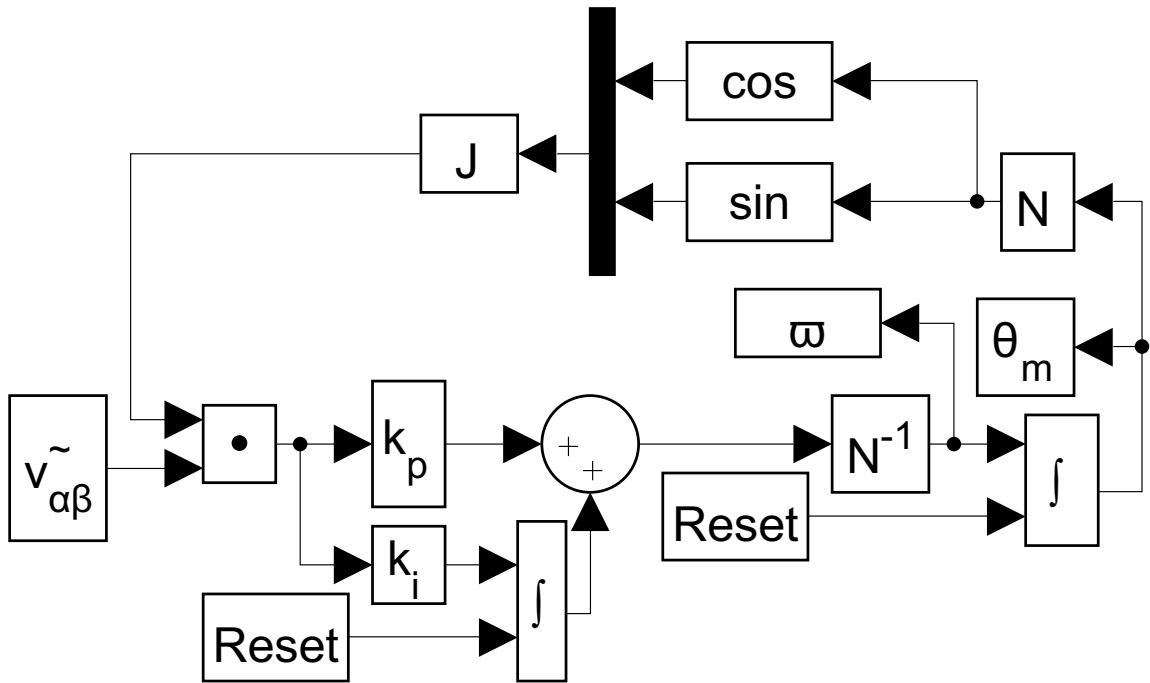 cos
J
sin
N
ϖ
θm
ṽαβ
•
kp
+
+
N-1
∫
Reset
ki
∫
Reset